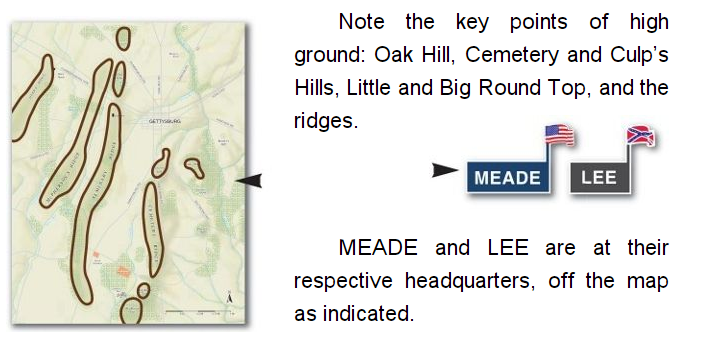 Note the key points of high
ground: Oak Hill, Cemetery and Culp's
Hills, Little and Big Round Top, and the
ridges.
GETTYSBURG
MEADE
LEE
MEADE and LEE are at their
respective headquarters, off the map
as indicated.